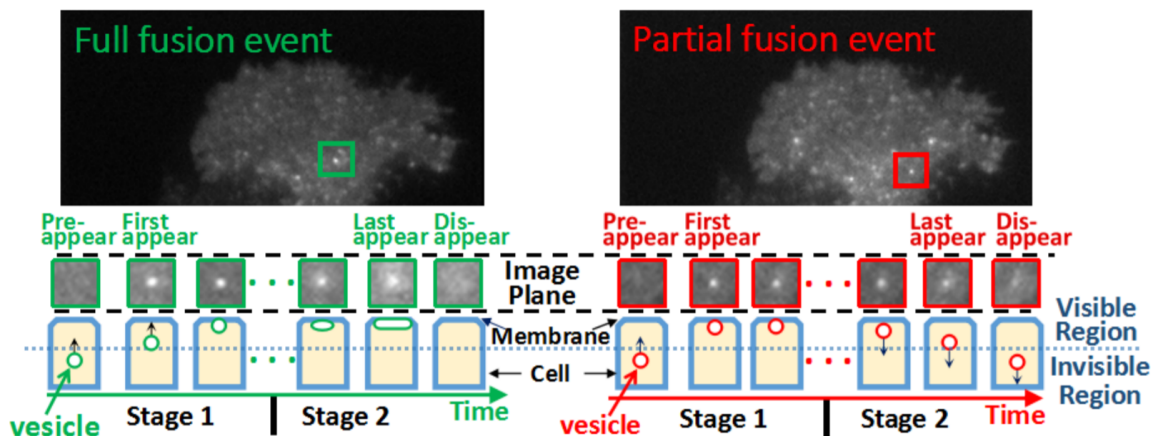 Full fusion event
Partial fusion event
Pre-
appear
First
appear
Last
appear
Dis-
appear
Pre-
appear
First
appear
Last
appear
Dis-
appear
Image
Plane
Membrane
Cell
Visible
Region
Invisible
Region
vesicle
Stage 1
Stage 2
Time
vesicle
Stage 1
Stage 2
Time